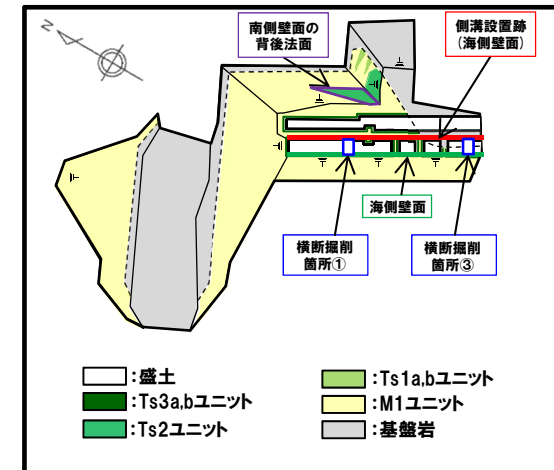 N
南側壁面の
背後法面
側溝設置跡
(海側壁面)
海側壁面
横断掘削
箇所①
横断掘削
箇所③
：盛土
：Ts3a,bユニット
：Ts2ユニット
：Ts1a,bユニット
：M1ユニット
：基盤岩